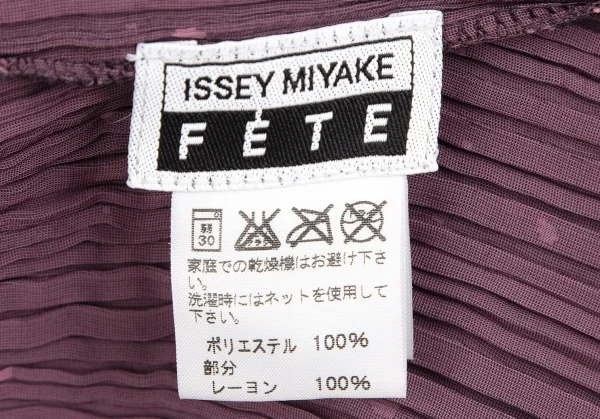 ISSEY MIYAKE
FÊTE
弱
30
家庭での乾燥機はお避け下さ
い。
洗濯時にはネットを使用して
下さい。
ポリエステル 100%
部分
レーヨン 100%